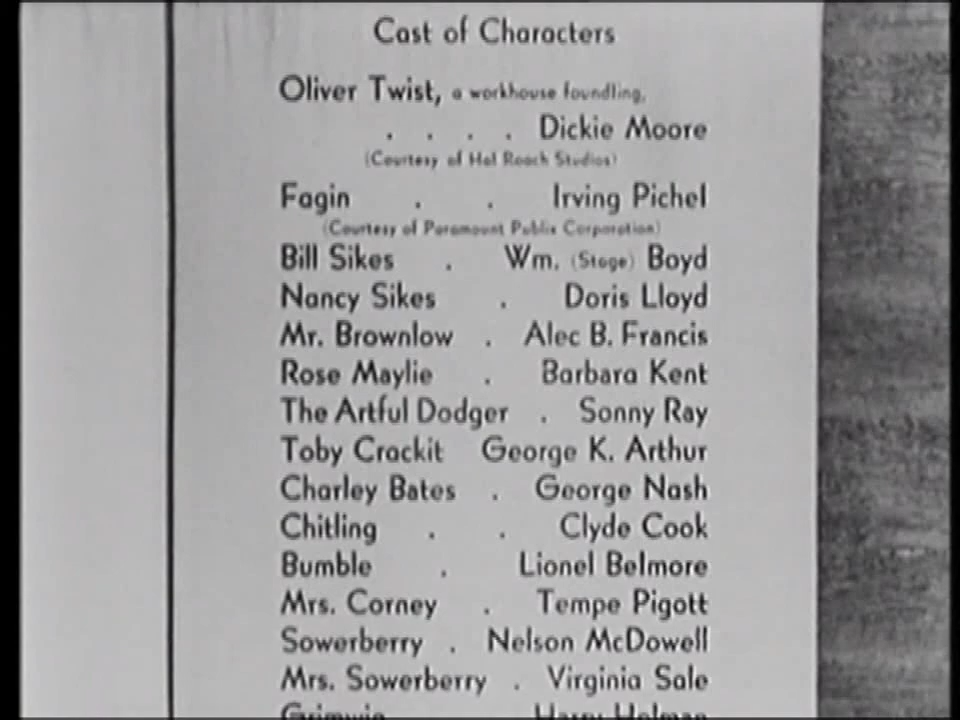 Cast of Characters
Oliver Twist, a workhouse foundling,
. . . . Dickie Moore
(Courtesy of Hal Roach Studios)
Fagin . . Irving Pichel
(Courtesy of Paramount Publix Corporation)
Bill Sikes . Wm. (Stage) Boyd
Nancy Sikes . Doris Lloyd
Mr. Brownlow . Alec B. Francis
Rose Maylie . Barbara Kent
The Artful Dodger . Sonny Ray
Toby Crackit George K. Arthur
Charley Bates . George Nash
Chitling . . Clyde Cook
Bumble . Lionel Belmore
Mrs. Corney . Tempe Pigott
Sowerberry . Nelson McDowell
Mrs. Sowerberry . Virginia Sale
Grimwig Harry Holman